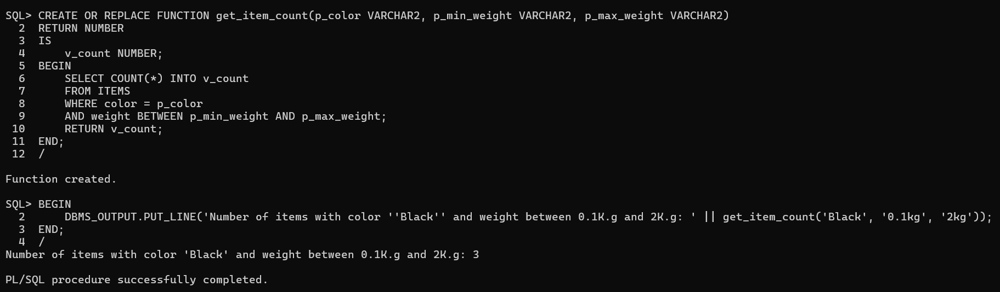 SQL> CREATE OR REPLACE FUNCTION get_item_count(p_color VARCHAR2, p_min_weight VARCHAR2, p_max_weight VARCHAR2)
  2  RETURN NUMBER
  3  IS
  4      v_count NUMBER;
  5  BEGIN
  6      SELECT COUNT(*) INTO v_count
  7      FROM ITEMS
  8      WHERE color = p_color
  9      AND weight BETWEEN p_min_weight AND p_max_weight;
 10      RETURN v_count;
 11  END;
 12  /
Function created.
SQL> BEGIN
  2      DBMS_OUTPUT.PUT_LINE('Number of items with color ''Black'' and weight between 0.1K.g and 2K.g: ' || get_item_count('Black', '0.1kg', '2kg'));
  3  END;
  4  /
Number of items with color 'Black' and weight between 0.1K.g and 2K.g: 3
PL/SQL procedure successfully completed.